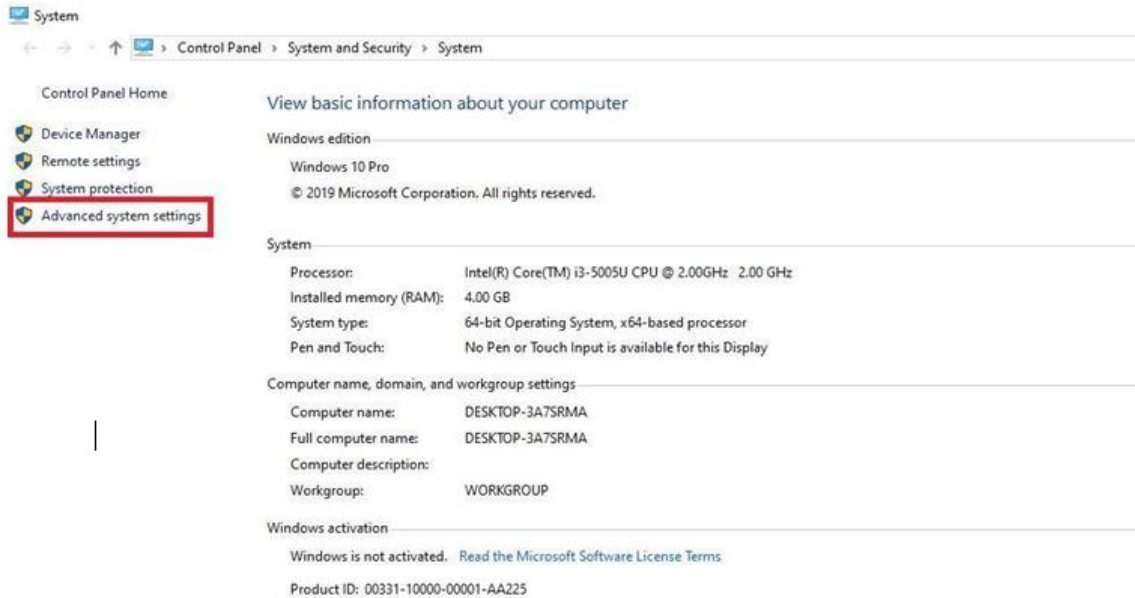 System
Control Panel > System and Security > System
Control Panel Home
Device Manager
Remote settings
System protection
Advanced system settings
View basic information about your computer
Windows edition
Windows 10 Pro
© 2019 Microsoft Corporation. All rights reserved.
System
Processor: Intel(R) Core(TM) i3-5005U CPU @ 2.00GHz 2.00 GHz
Installed memory (RAM): 4.00 GB
System type: 64-bit Operating System, x64-based processor
Pen and Touch: No Pen or Touch Input is available for this Display
Computer name, domain, and workgroup settings
Computer name: DESKTOP-3A7SRMA
Full computer name: DESKTOP-3A7SRMA
Computer description:
Workgroup: WORKGROUP
Windows activation
Windows is not activated. Read the Microsoft Software License Terms
Product ID: 00331-10000-00001-AA225